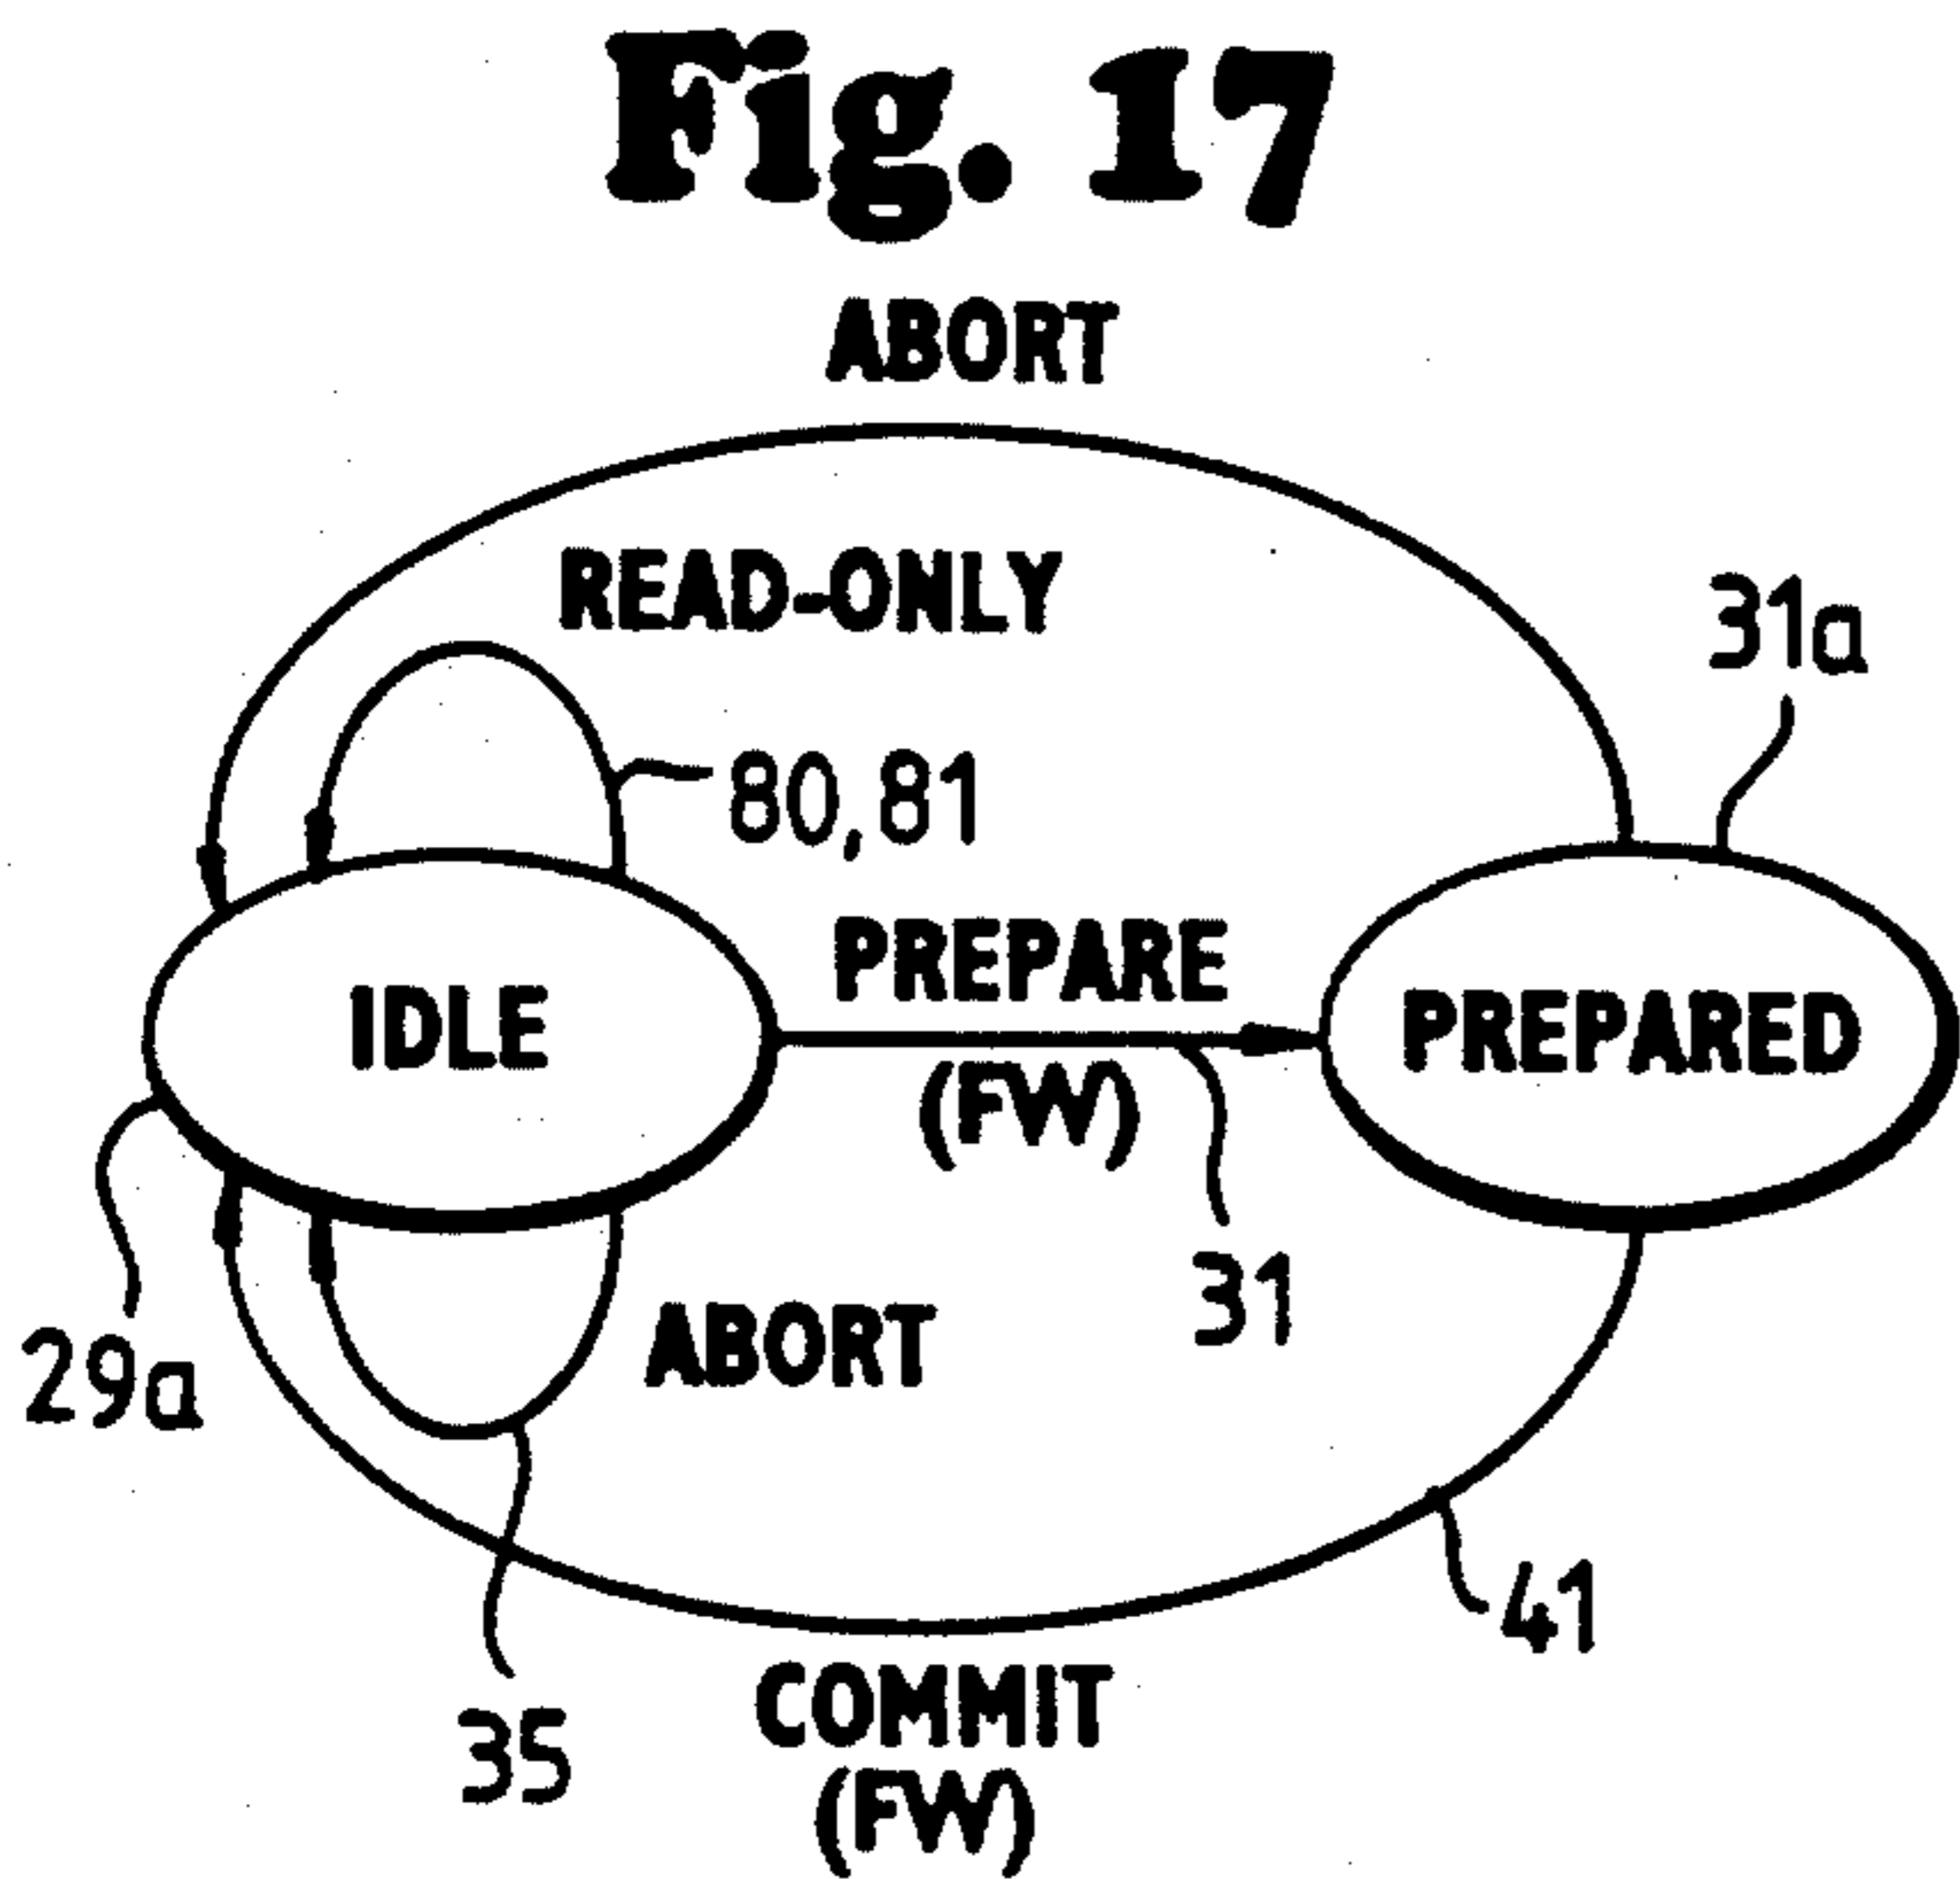 Fig. 17
ABORT
READ-ONLY
31a
80,81
PREPARE
IDLE
PREPARED
(FW)
31
ABORT
29a
41
COMMIT
35
(FW)